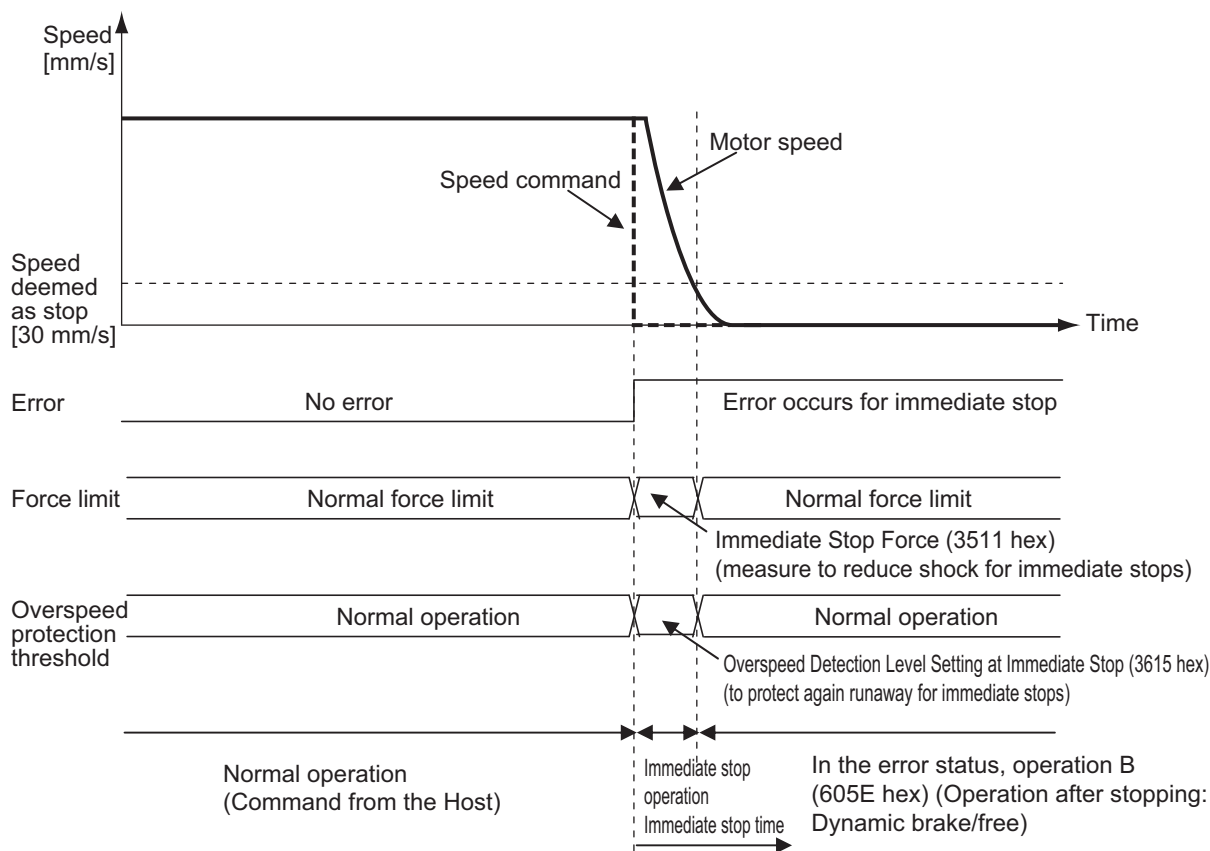 Speed
[mm/s]
Motor speed
Speed command
Speed
deemed
as stop
[30 mm/s]
Time
Error
No error
Error occurs for immediate stop
Force limit
Normal force limit
Normal force limit
Immediate Stop Force (3511 hex)
(measure to reduce shock for immediate stops)
Overspeed
protection
threshold
Normal operation
Normal operation
Overspeed Detection Level Setting at Immediate Stop (3615 hex)
(to protect again runaway for immediate stops)
Normal operation
(Command from the Host)
Immediate stop
operation
Immediate stop time
In the error status, operation B
(605E hex) (Operation after stopping:
Dynamic brake/free)